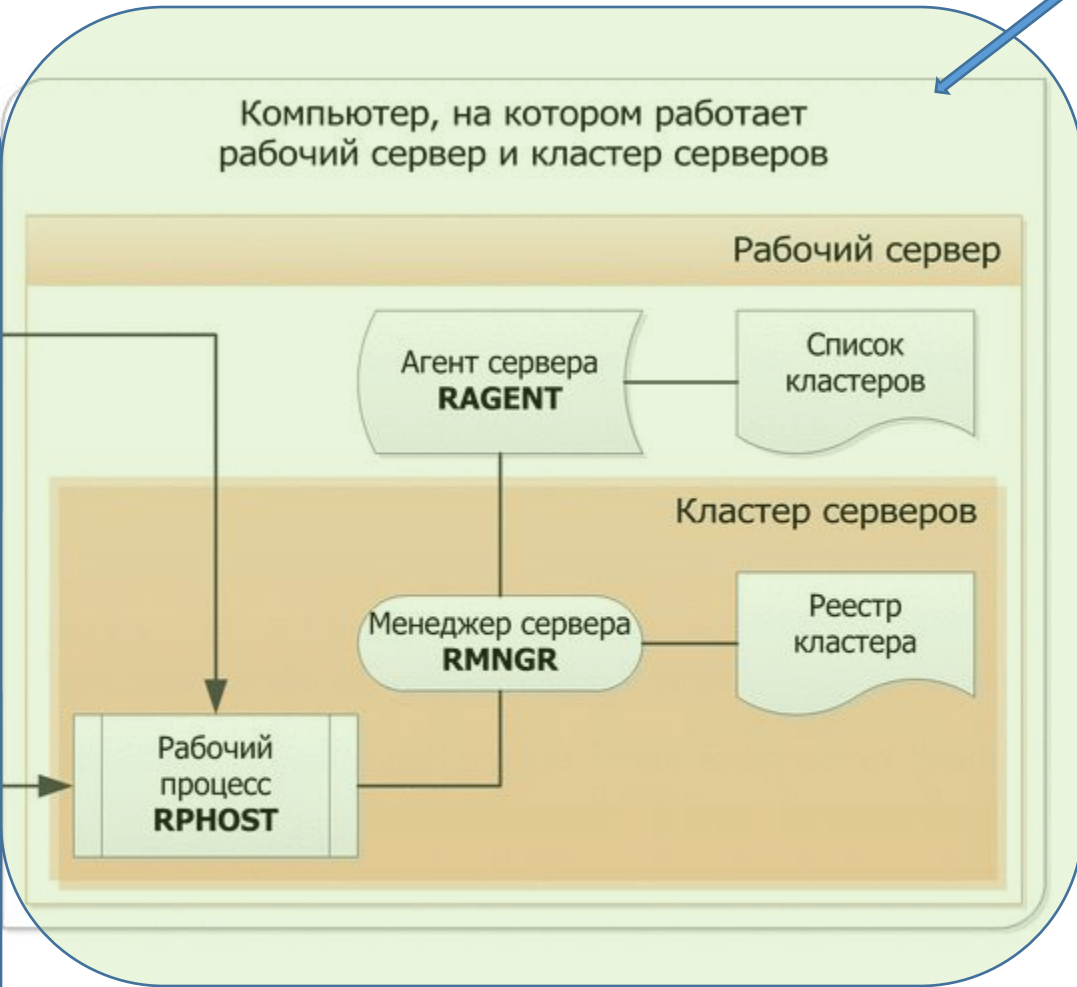 Компьютер, на котором работает
рабочий сервер и кластер серверов
Рабочий сервер
Агент сервера
RAGENT
Список
кластеров
Кластер серверов
Менеджер сервера
RMNGR
Реестр
кластера
Рабочий
процесс
RPHOST